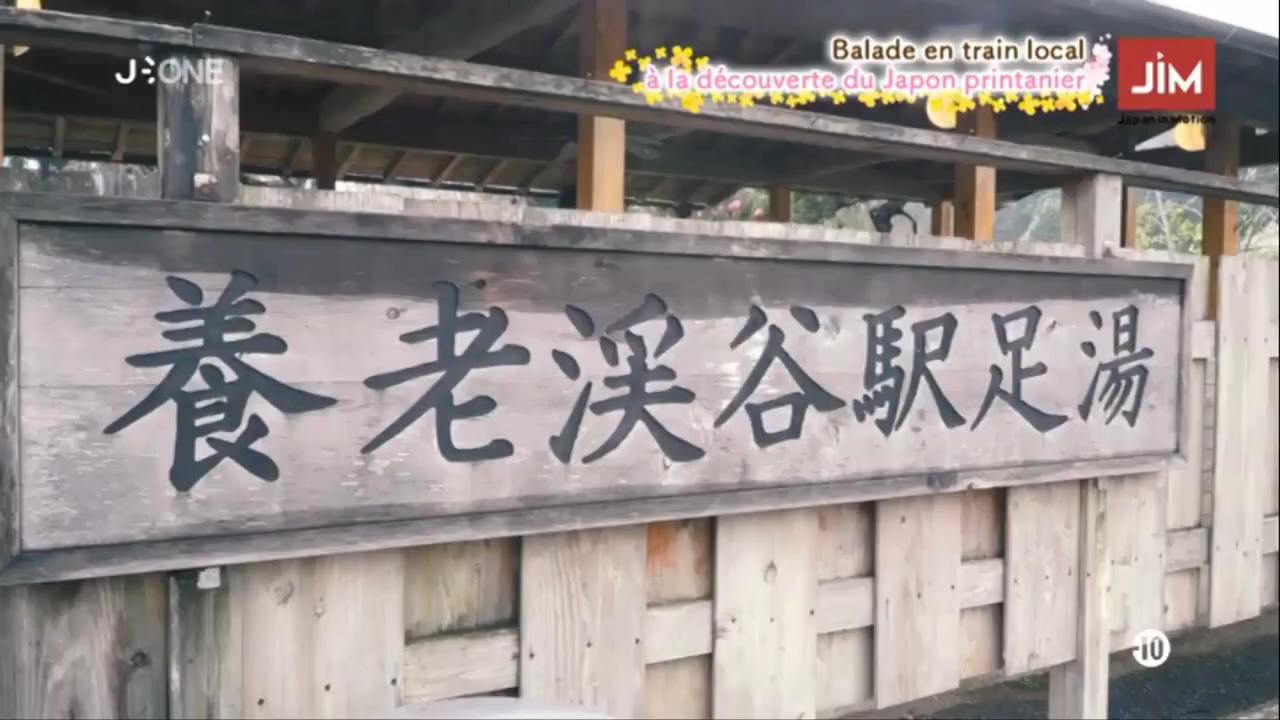 J:ONE
Balade en train local
à la découverte du Japon printanier
JIM
Japan in Motion
養老渓谷駅足湯
-10